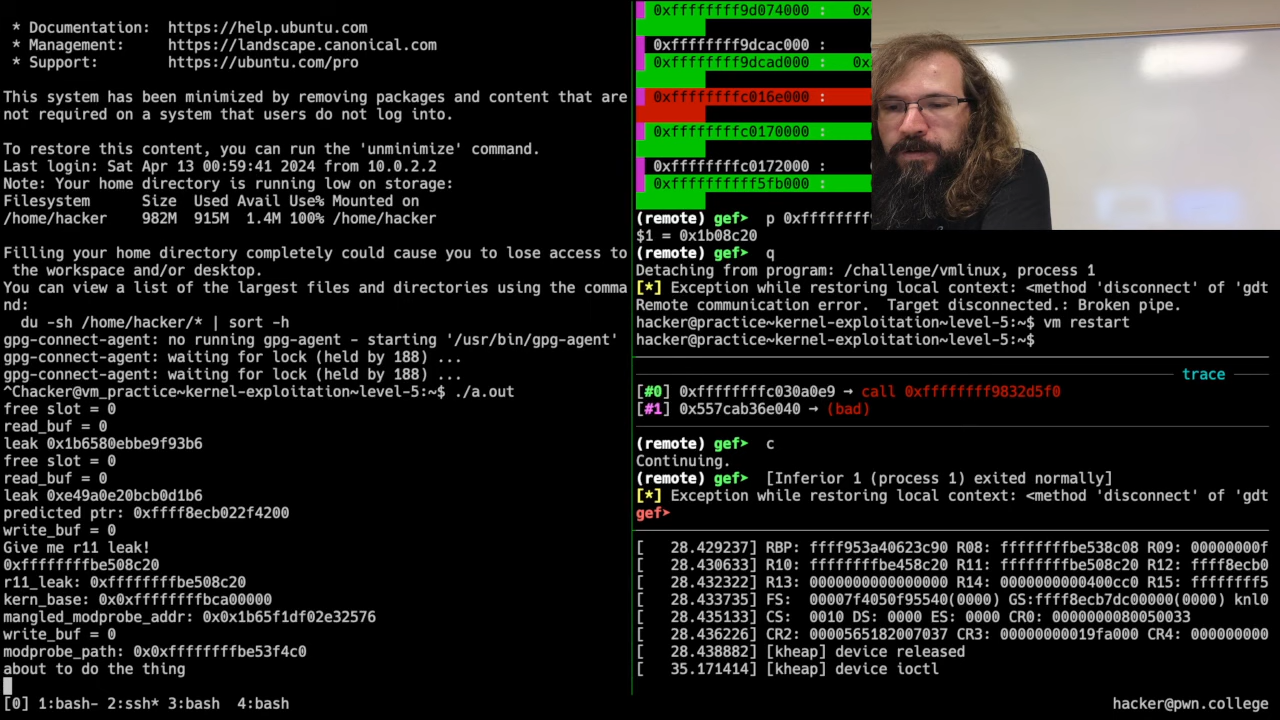 * Documentation:  https://help.ubuntu.com
 * Management:     https://landscape.canonical.com
 * Support:        https://ubuntu.com/pro
This system has been minimized by removing packages and content that are
not required on a system that users do not log into.
To restore this content, you can run the 'unminimize' command.
Last login: Sat Apr 13 00:59:41 2024 from 10.0.2.2
Note: Your home directory is running low on storage:
Filesystem      Size  Used Avail Use% Mounted on
/home/hacker    982M  915M  1.4M 100% /home/hacker
Filling your home directory completely could cause you to lose access to
 the workspace and/or desktop.
You can view a list of the largest files and directories using the comma
nd:
  du -sh /home/hacker/* | sort -h
gpg-connect-agent: no running gpg-agent - starting '/usr/bin/gpg-agent'
gpg-connect-agent: waiting for lock (held by 188) ...
gpg-connect-agent: waiting for lock (held by 188) ...
^Chacker@vm_practice~kernel-exploitation~level-5:~$ ./a.out
free slot = 0
read_buf = 0
leak 0x1b6580ebbe9f93b6
free slot = 0
read_buf = 0
leak 0xe49a0e20bcb0d1b6
predicted ptr: 0xffff8ecb022f4200
write_buf = 0
Give me r11 leak!
0xffffffffbe508c20
r11_leak: 0xffffffffbe508c20
kern_base: 0x0xffffffffbca00000
mangled_modprobe_addr: 0x0x1b65f1df02e32576
write_buf = 0
modprobe_path: 0x0xffffffffbe53f4c0
about to do the thing
0xffffffff9d074000 :   0x
0xffffffff9dcac000 :
0xffffffff9dcad000 :   0x
0xffffffffc016e000 :
0xffffffffc0170000 :
0xffffffffc0172000 :
0xffffffffff5fb000 :
(remote) gef➤  p 0xffffffff9
$1 = 0x1b08c20
(remote) gef➤  q
Detaching from program: /challenge/vmlinux, process 1
[*] Exception while restoring local context: <method 'disconnect' of 'gdt
Remote communication error.  Target disconnected.: Broken pipe.
hacker@practice~kernel-exploitation~level-5:~$ vm restart
hacker@practice~kernel-exploitation~level-5:~$
trace
[#0] 0xffffffffc030a0e9 → call 0xffffffff9832d5f0
[#1] 0x557cab36e040 → (bad)
(remote) gef➤  c
Continuing.
(remote) gef➤  [Inferior 1 (process 1) exited normally]
[*] Exception while restoring local context: <method 'disconnect' of 'gdt
gef➤
[   28.429237] RBP: ffff953a40623c90 R08: ffffffffbe538c08 R09: 00000000f
[   28.430633] R10: ffffffffbe458c20 R11: ffffffffbe508c20 R12: ffff8ecb0
[   28.432322] R13: 0000000000000000 R14: 0000000000400cc0 R15: ffffffff5
[   28.433735] FS:  00007f4050f95540(0000) GS:ffff8ecb7dc00000(0000) knl0
[   28.435133] CS:  0010 DS: 0000 ES: 0000 CR0: 0000000080050033
[   28.436226] CR2: 0000565182007037 CR3: 00000000019fa000 CR4: 000000000
[   28.438882] [kheap] device released
[   35.171414] [kheap] device ioctl
[0] 1:bash- 2:ssh* 3:bash  4:bash
hacker@pwn.college